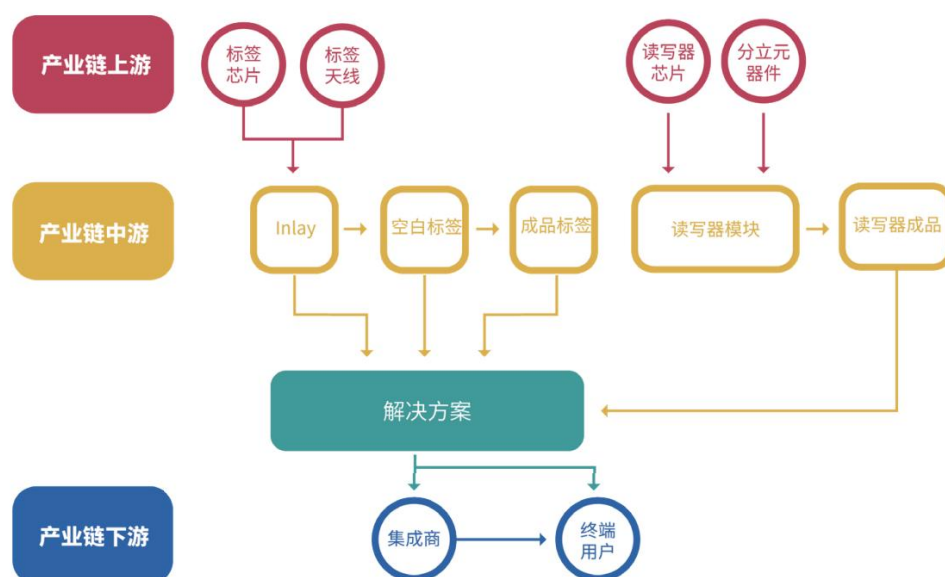 产业链上游
标签
芯片
标签
天线
读写器
芯片
分立元
器件
产业链中游
Inlay
空白标签
成品标签
读写器模块
读写器成品
解决方案
产业链下游
集成商
终端
用户